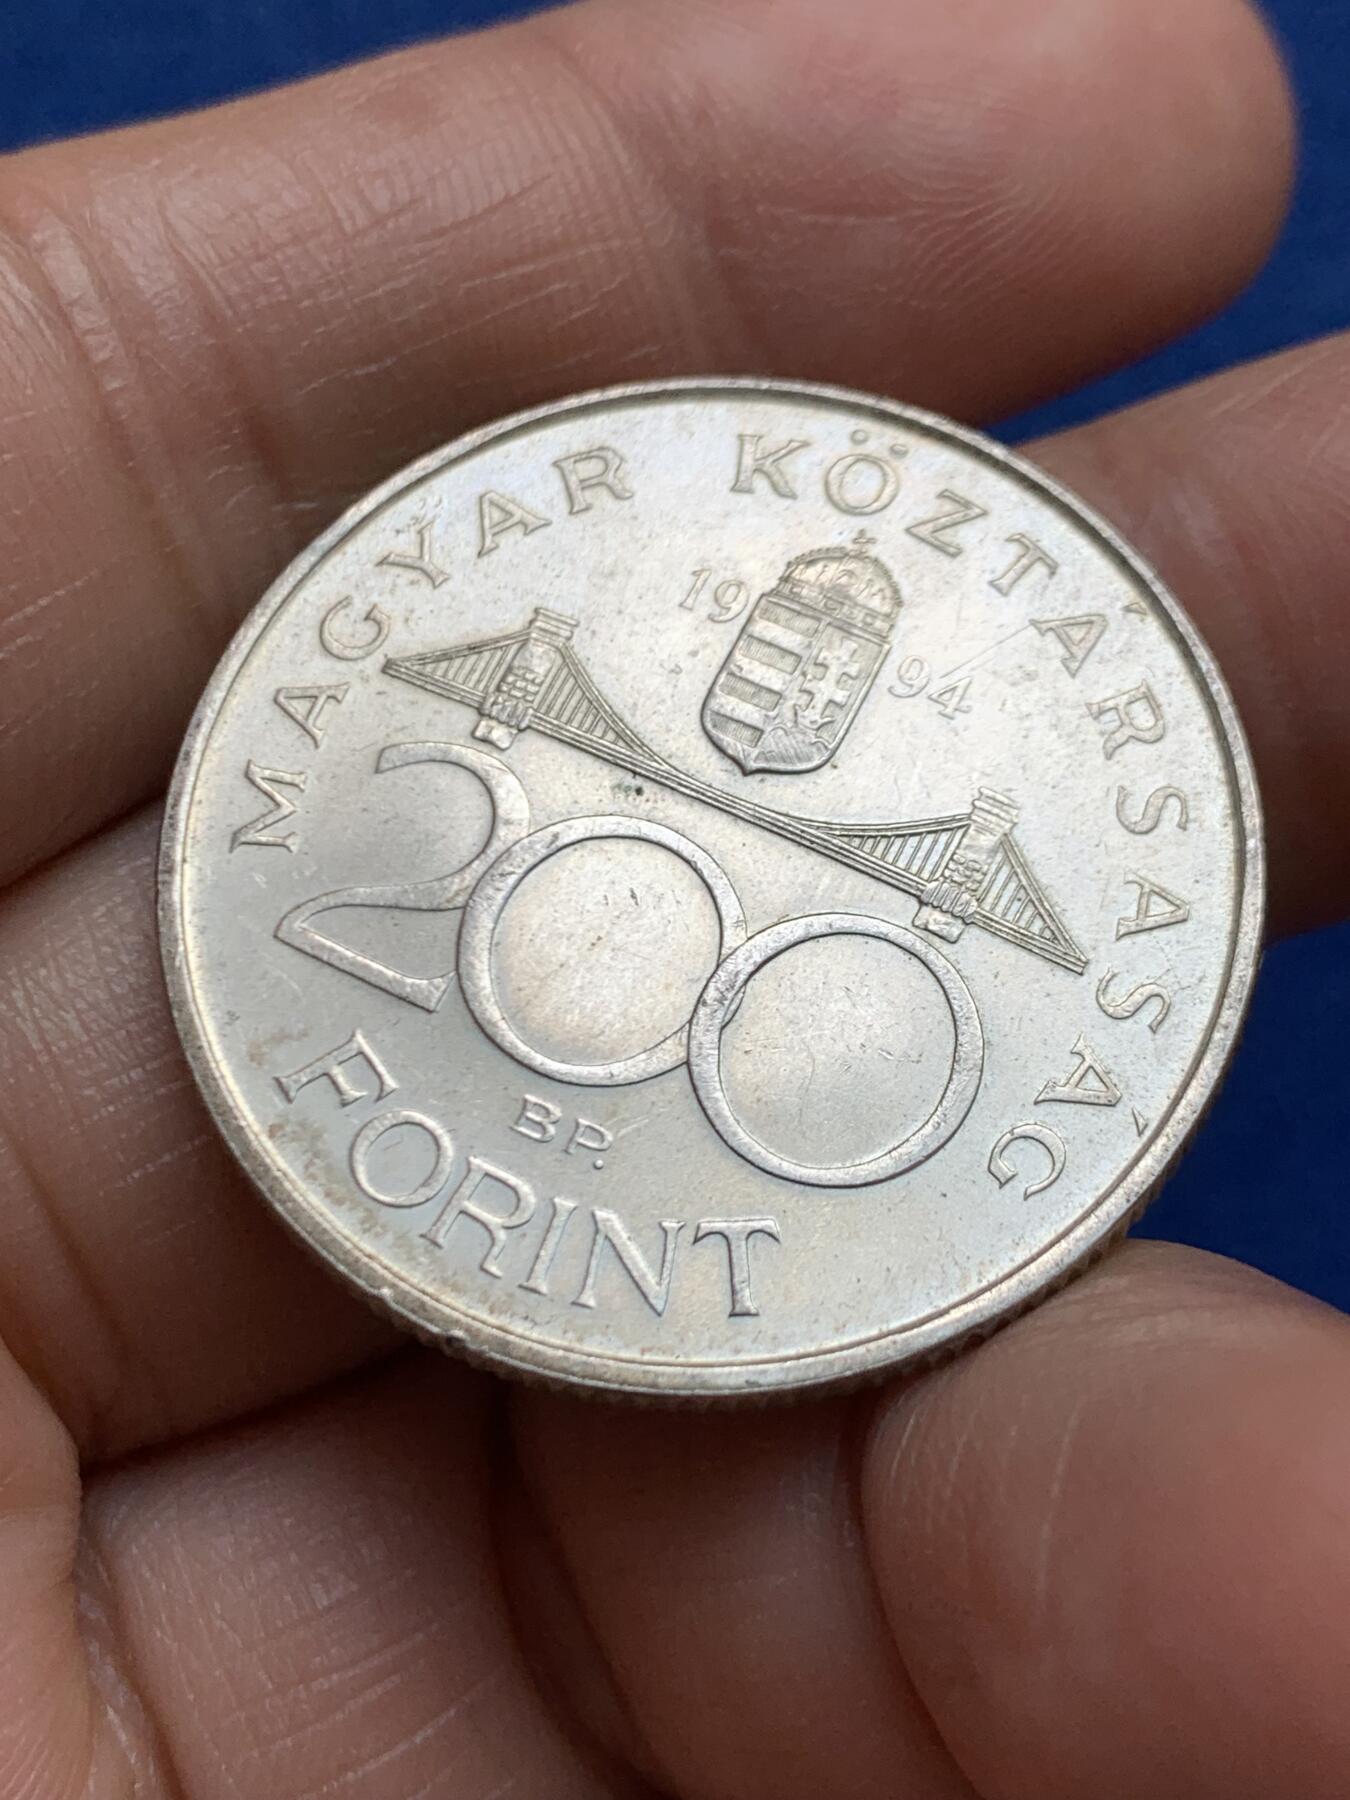 MAGYAR KÖZTÁRSASÁG
19 94
200
BP.
FORINT